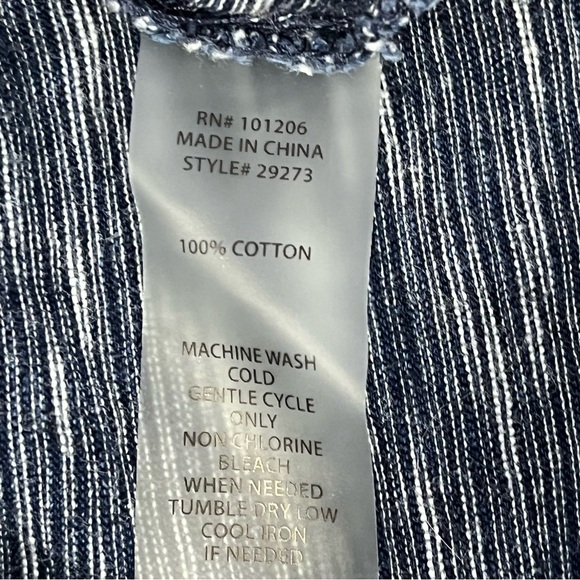 RN# 101206
MADE IN CHINA
STYLE# 29273
100% COTTON
MACHINE WASH
COLD
GENTLE CYCLE
ONLY
NON CHLORINE
BLEACH
WHEN NEEDED
TUMBLE DRY LOW
COOL IRON
IF NEEDED